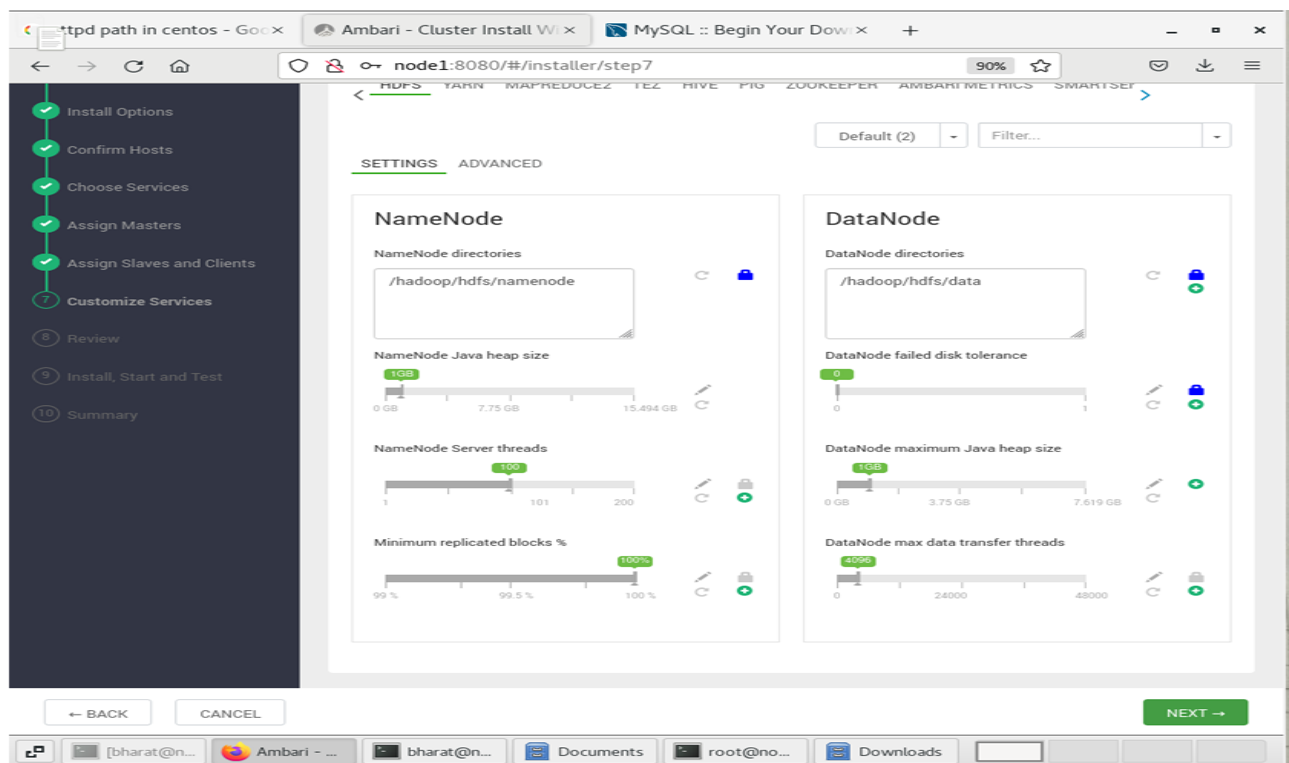 ttpd path in centos - Goo× Ambari - Cluster Install Wi× MySQL :: Begin Your Dow× +
node1:8080/#/installer/step7 90%
HDFS YARN MAPREDUCE2 TEZ HIVE PIG ZOOKEEPER AMBARI METRICS SMARTSE
Default (2) Filter...
SETTINGS ADVANCED
Install Options
Confirm Hosts
Choose Services
Assign Masters
Assign Slaves and Clients
7 Customize Services
8 Review
9 Install, Start and Test
10 Summary
NameNode
NameNode directories
/hadoop/hdfs/namenode
NameNode Java heap size
1GB
0 GB 7.75 GB 15.494 GB
NameNode Server threads
100
1 101 200
Minimum replicated blocks %
100%
99 % 99.5 % 100 %
DataNode
DataNode directories
/hadoop/hdfs/data
DataNode failed disk tolerance
0
0 1
DataNode maximum Java heap size
1GB
0 GB 3.75 GB 7.619 GB
DataNode max data transfer threads
4096
0 24000 48000
← BACK CANCEL NEXT →
[bharat@n... Ambari - ... bharat@n... Documents root@no... Downloads